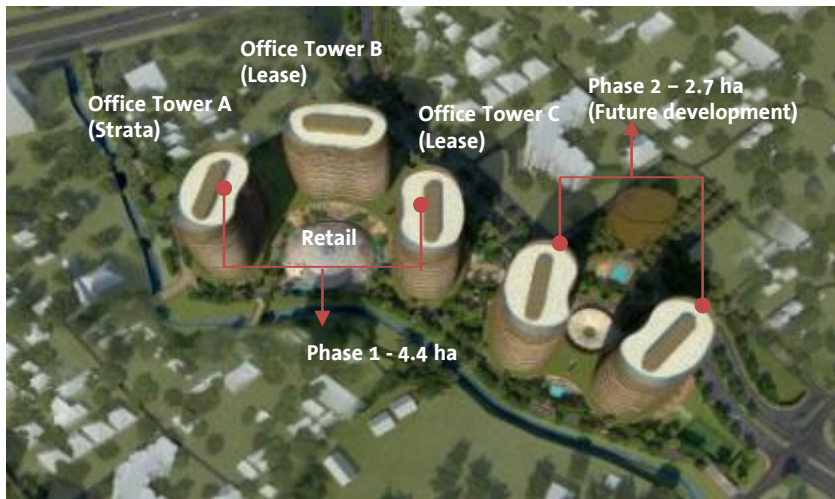 Office Tower B
(Lease)
Office Tower A
(Strata)
Office Tower C
(Lease)
Phase 2 – 2.7 ha
(Future development)
Retail
Phase 1 - 4.4 ha